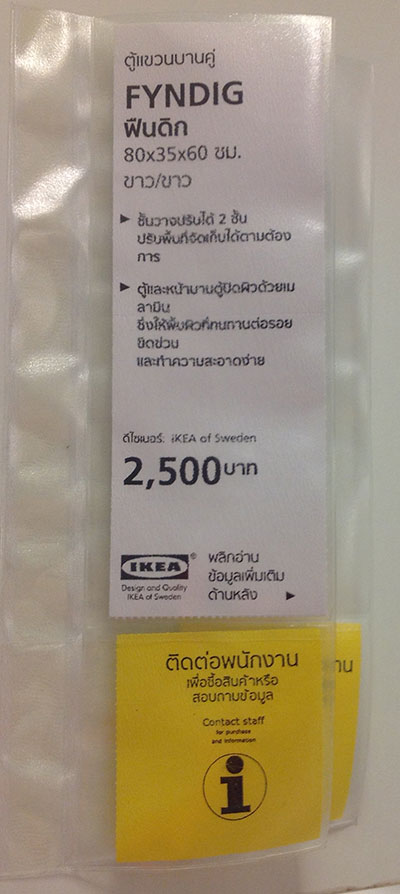 ตู้แขวนบานคู่
FYNDIG
ฟืนดิก
80x35x60 ซม.
ขาว/ขาว
► ชั้นวางปรับได้ 2 ชั้น
ปรับพื้นที่จัดเก็บได้ตามต้อง
การ
► ตู้และหน้าบานตู้ปิดผิวด้วยเม
ลามีน
ซึ่งให้พื้นผิวที่ทนทานต่อรอย
ขีดข่วน
และทำความสะอาดง่าย
ดีไซเนอร์: IKEA of Sweden
2,500บาท
IKEA®
Design and Quality
IKEA of Sweden
พลิกอ่าน
ข้อมูลเพิ่มเติม
ด้านหลัง ►
ติดต่อพนักงาน
เพื่อซื้อสินค้าหรือ
สอบถามข้อมูล
Contact staff
for purchase
and information
i
าน